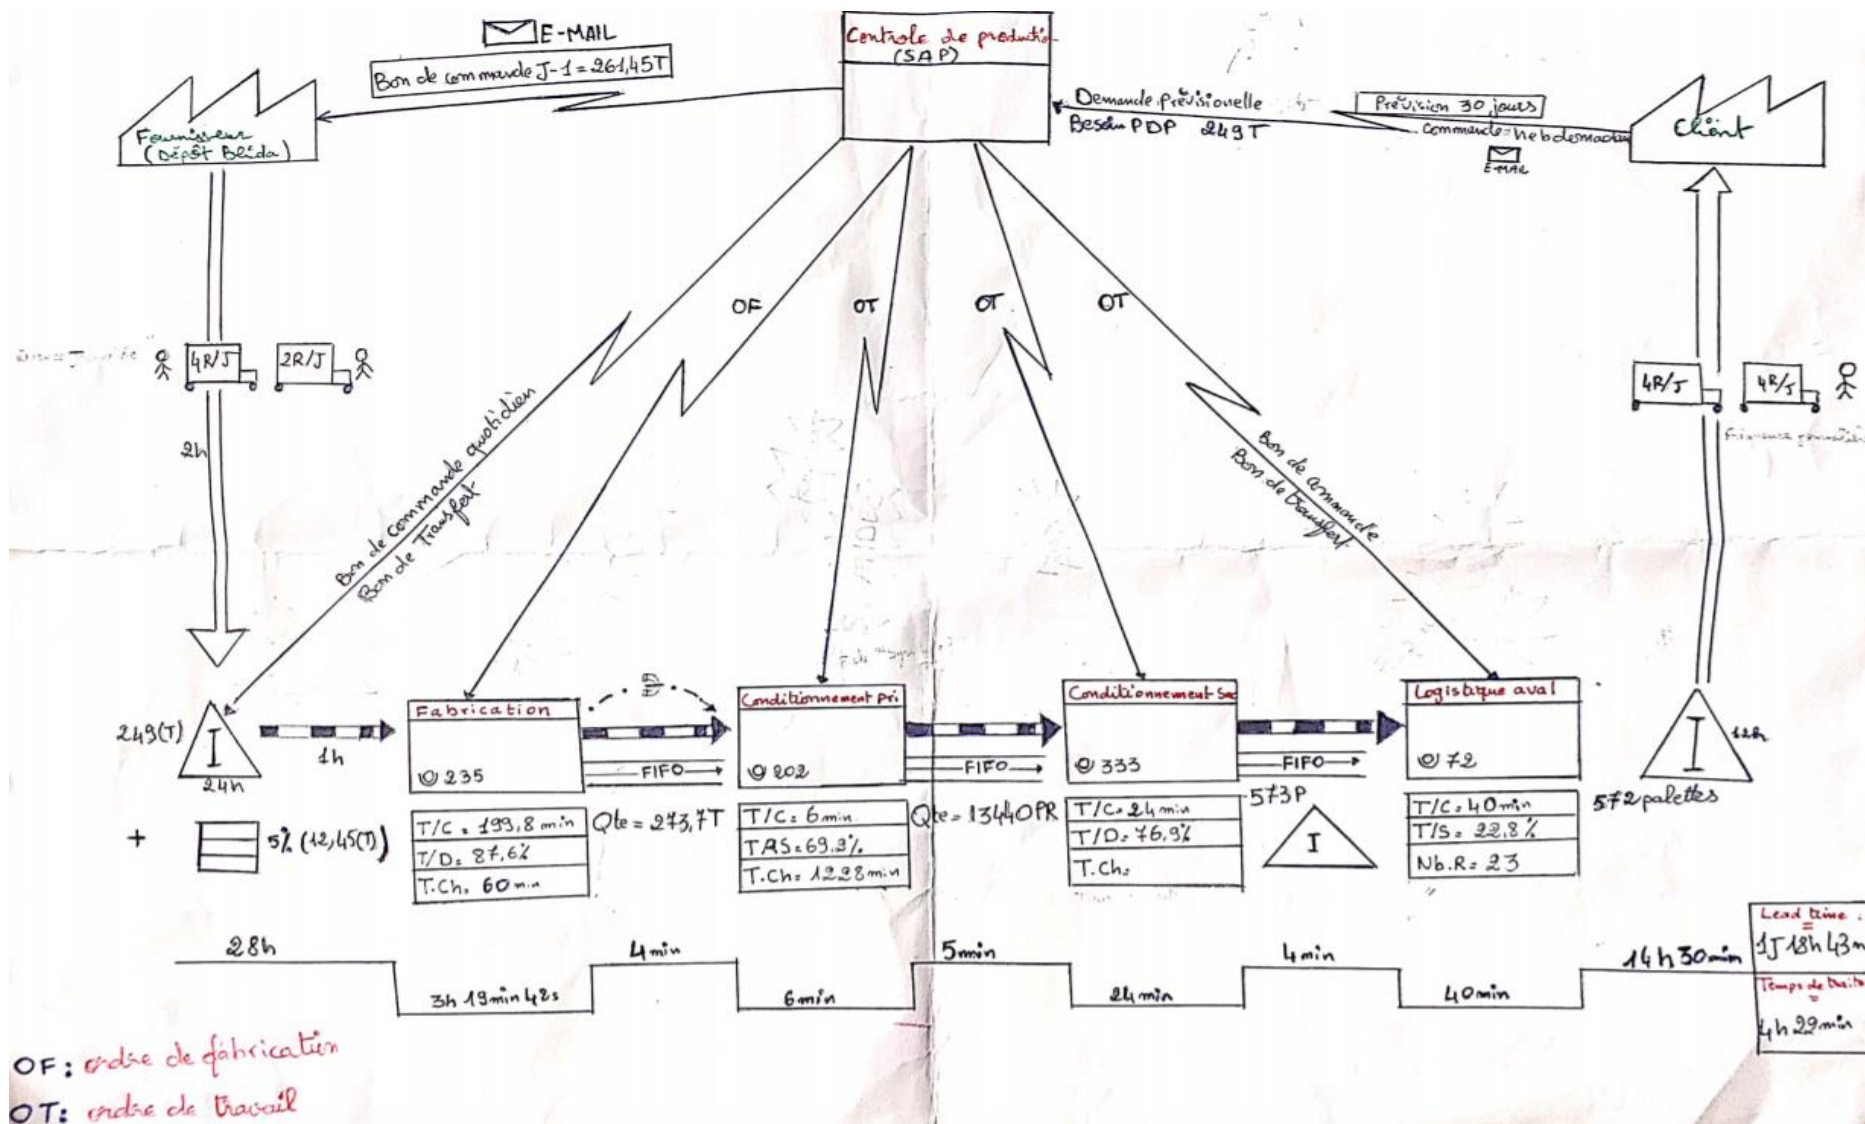 E-MAIL
Bon de commande J-1 = 261,45T
Controle de production
(SAP)
Demande prévisionelle
Besoin PDP 249T
Prévision 30 jours
Commande = hebdomadaire
E-MAIL
Fournisseur
(Dépôt Blida)
Client
OF
OT
OT
OT
4R/J
2R/J
4R/J
4R/J
2h
Bon de commande quotidien
Bon de Transfert
Bon de commande
Bon de transfert
249(T)
I
24h
1h
+
5% (12,45(T))
Fabrication
235
T/C = 199,8 min
T/D = 87,6%
T.Ch = 60 min
FIFO
Qte = 273,7T
Conditionnement Pri
202
T/C = 6 min
TRS = 69.2%
T.Ch = 1228 min
FIFO
Qte = 13440PR
Conditionnement Sec
333
T/C = 24 min
T/D = 76,9%
T.Ch =
FIFO
573P
I
Logistique aval
72
T/C = 40 min
T/S = 22,8%
Nb.R = 23
I
12h
572 palettes
28h
3h 19min 48s
4min
6min
5min
24min
4min
40min
14h 30min
Lead time =
1J 18h 43m
Temps de traite
=
4h 29min
OF: ordre de fabrication
OT: ordre de travail